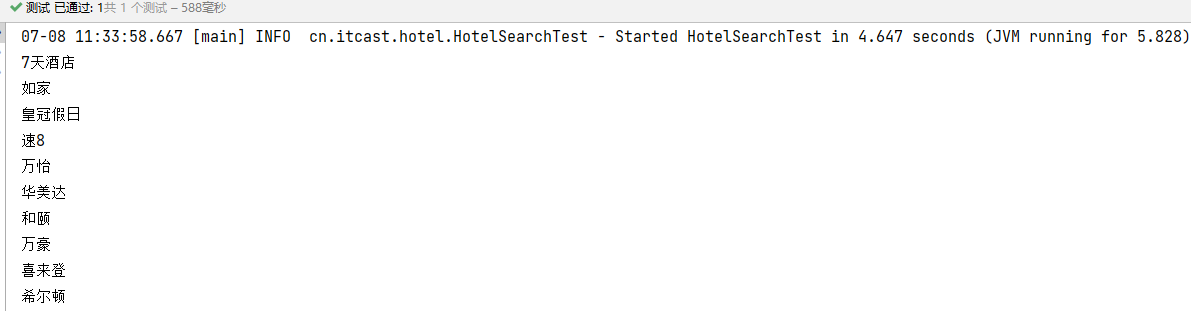 测试 已通过: 1共 1 个测试 – 588毫秒
07-08 11:33:58.667 [main] INFO  cn.itcast.hotel.HotelSearchTest - Started HotelSearchTest in 4.647 seconds (JVM running for 5.828)
7天酒店
如家
皇冠假日
速8
万怡
华美达
和颐
万豪
喜来登
希尔顿